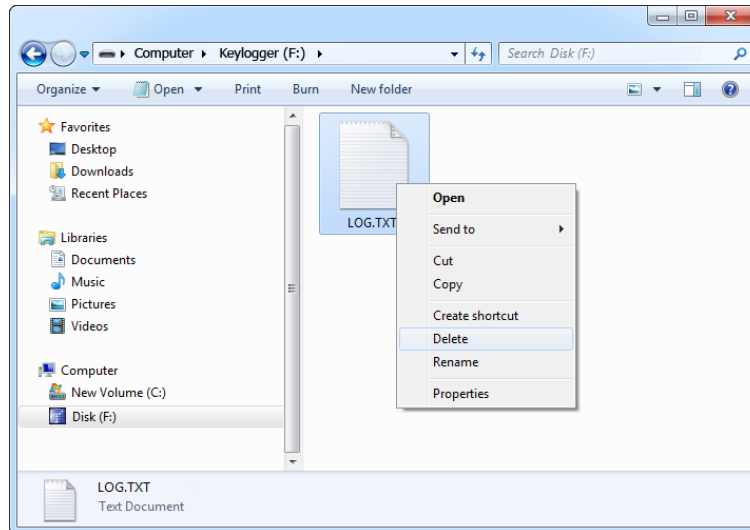 Computer Keylogger (F:)
Search Disk (F:)
Organize Open Print Burn New folder
Favorites
Desktop
Downloads
Recent Places
Libraries
Documents
Music
Pictures
Videos
Computer
New Volume (C:)
Disk (F:)
LOG.TXT
Open
Send to
Cut
Copy
Create shortcut
Delete
Rename
Properties
LOG.TXT
Text Document